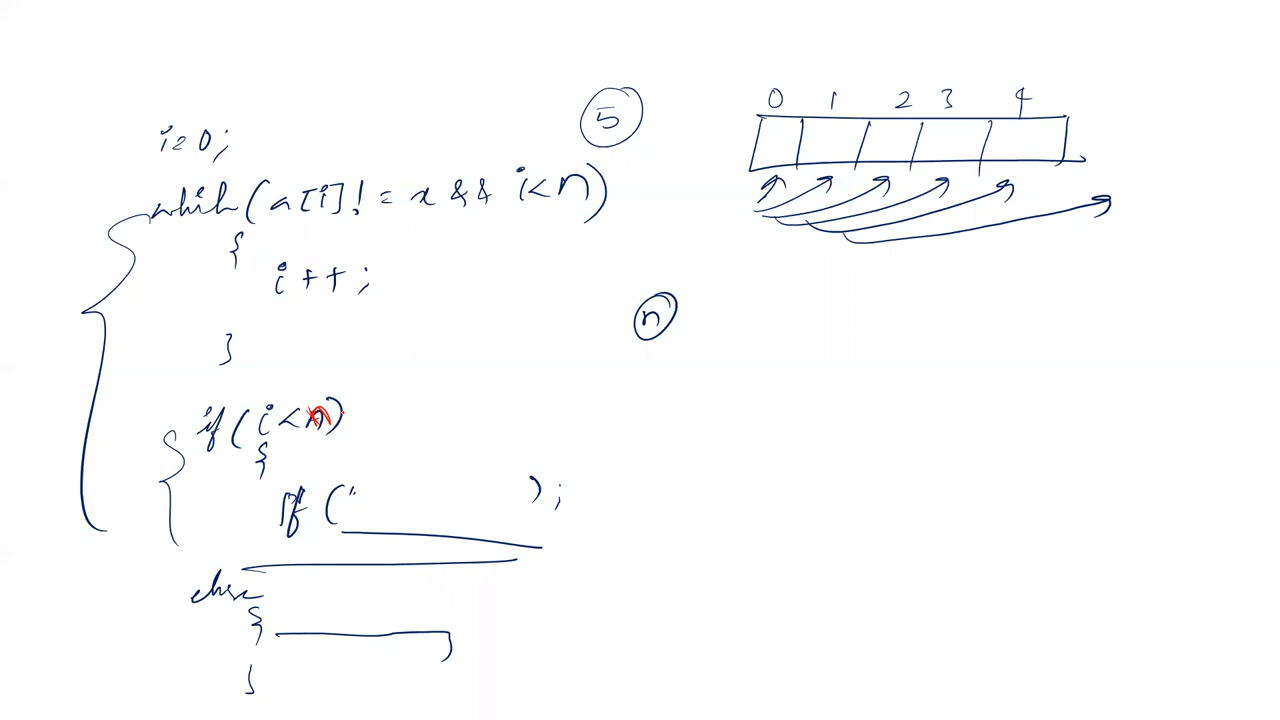 5
0 1 2 3 4
i=0;
while(a[i]!=x && i<n)
{
i++;
}
n
if(i<n)
{
Pf(" );
else
{
}